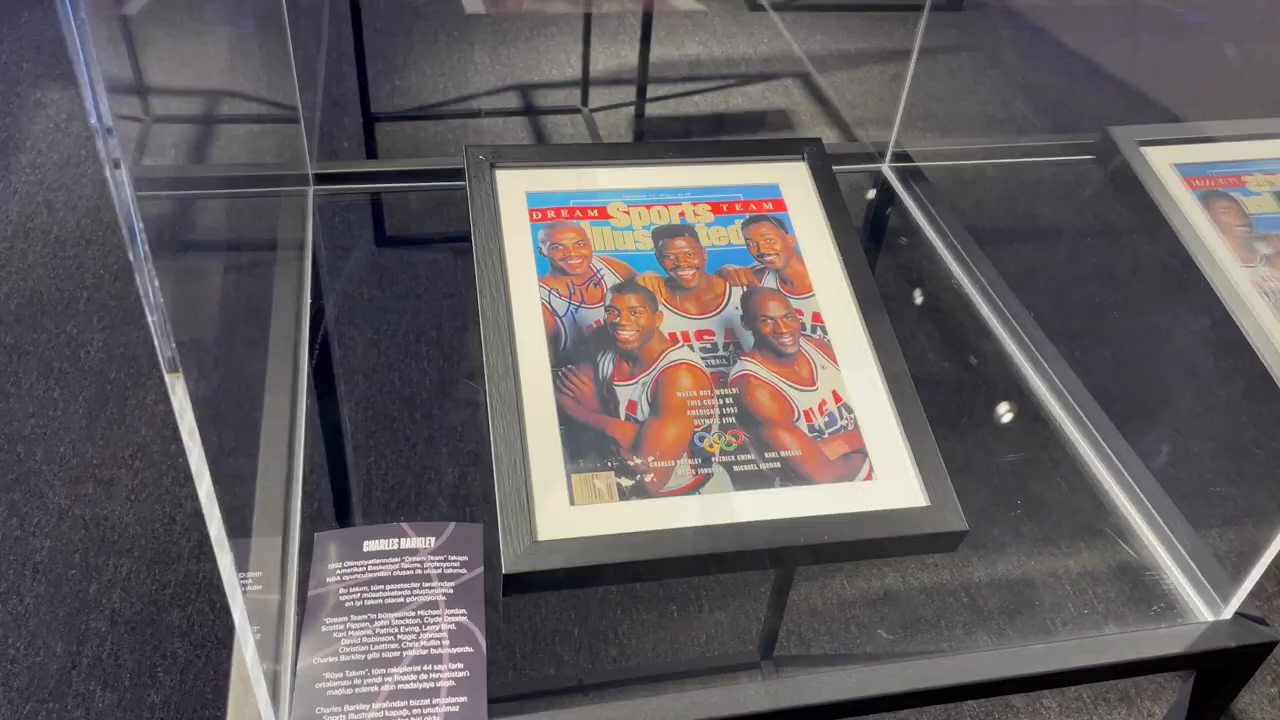 DREAM TEAM
Sports
Illustrated
USA
USA
WATCH OUT, WORLD!
THIS COULD BE
AMERICA'S 1992
OLYMPIC FIVE
CHARLES BARKLEY PATRICK EWING KARL MALONE
MAGIC JOHNSON MICHAEL JORDAN
CHARLES BARKLEY
1992 Olimpiyatlarındaki "Dream Team" lakaplı
Amerikan Basketbol Takımı, profesyonel
NBA oyuncularından oluşan ilk ulusal takımdı.
Bu takım, tüm gazeteciler tarafından
sportif müsabakalarda oluşturulmuş
en iyi takım olarak görülüyordu.
"Dream Team"in bünyesinde Michael Jordan,
Scottie Pippen, John Stockton, Clyde Drexler,
Karl Malone, Patrick Eving, Larry Bird,
David Robinson, Magic Johnson,
Christian Laettner, Chris Mullin ve
Charles Barkley gibi süper yıldızlar bulunuyordu.
"Rüya Takım", tüm rakiplerini 44 sayı farkı
ortalaması ile yendi ve finalde de Hırvatistan'ı
mağlup ederek altın madalyaya ulaştı.
Charles Barkley tarafından bizzat imzalanan
Sports Illustrated kapağı, en unutulmaz